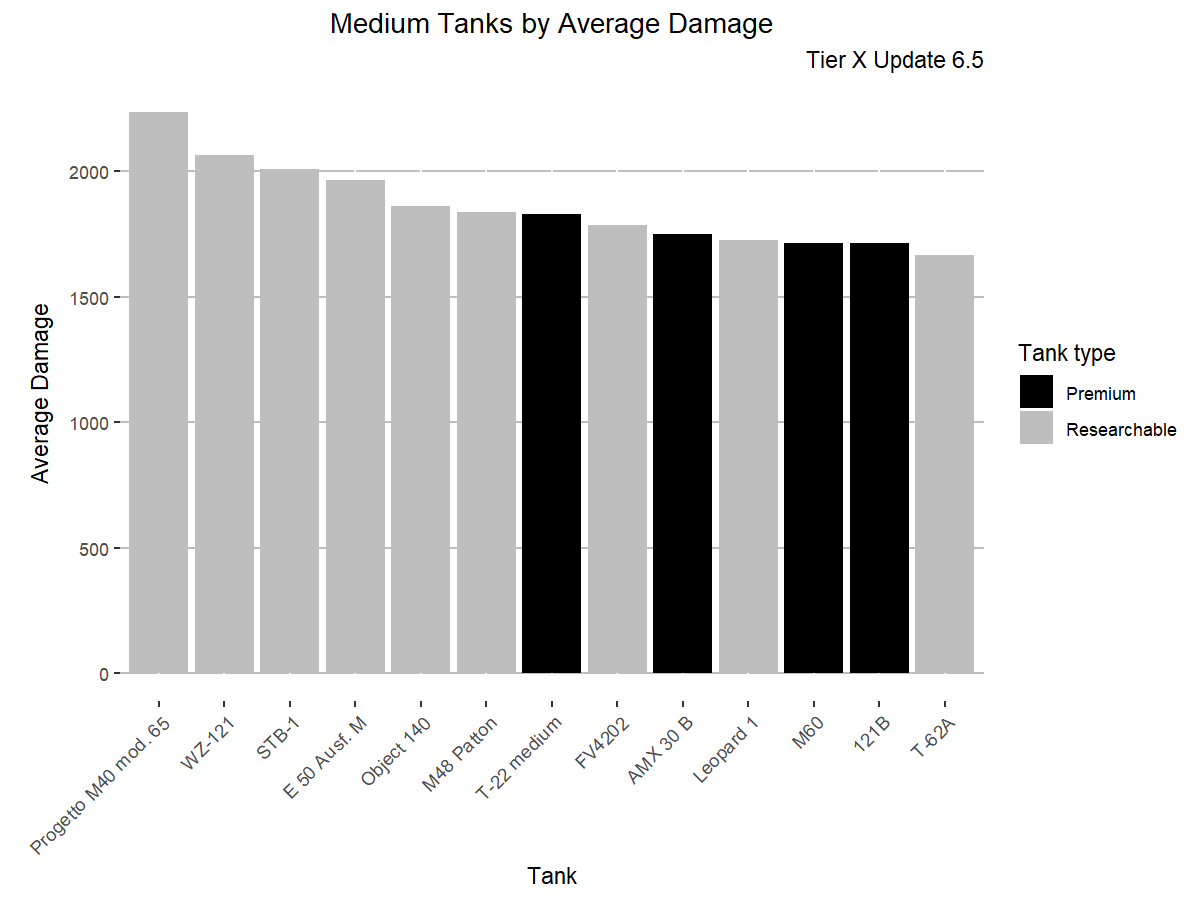 Medium Tanks by Average Damage
Tier X Update 6.5
Average Damage
2000
1500
1000
500
0
Progetto M40 mod. 65
WZ-121
STB-1
E 50 Ausf. M
Object 140
M48 Patton
T-22 medium
FV4202
AMX 30 B
Leopard 1
M60
121B
T-62A
Tank
Tank type
Premium
Researchable